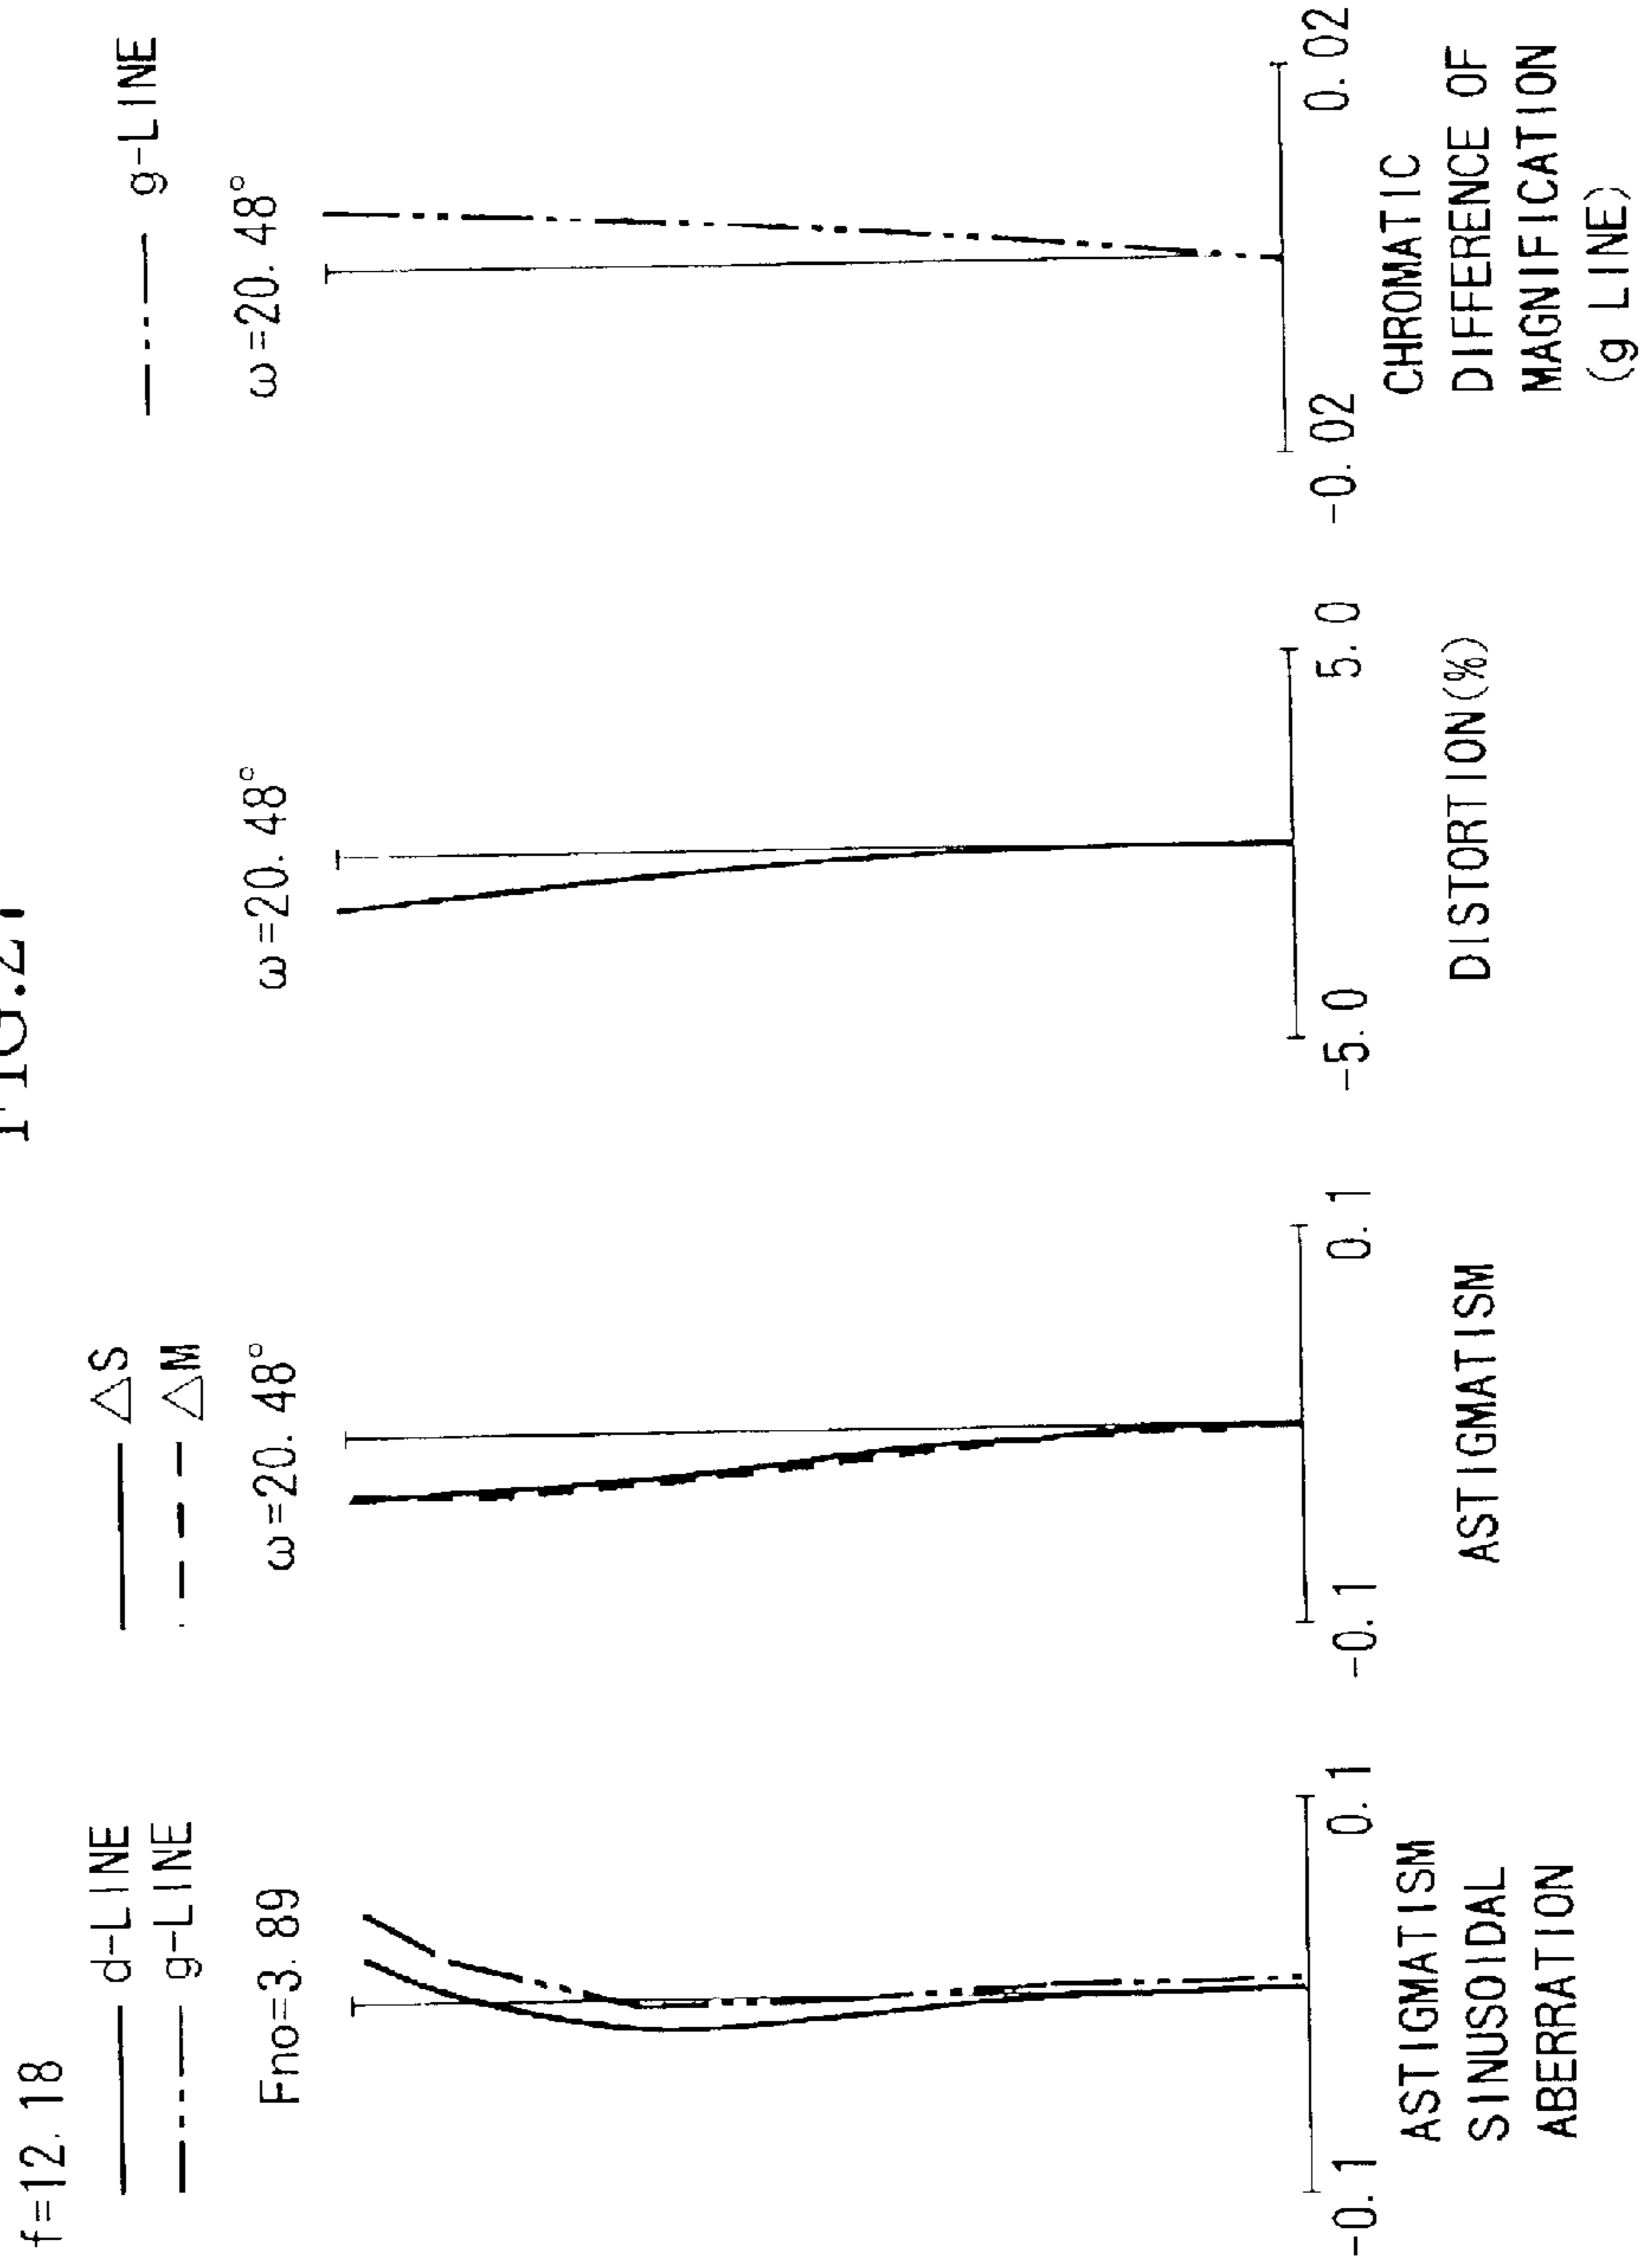 FIG.21
f=12.18
d-LINE
g-LINE
Fno=3.89
-0.1
0.1
ASTIGMATISM
SINUSOIDAL
ABERRATION
△S
△M
ω=20.48°
-0.1
0.1
ASTIGMATISM
ω=20.48°
-5.0
5.0
DISTORTION(%)
g-LINE
ω=20.48°
-0.02
0.02
CHROMATIC
DIFFERENCE OF
MAGNIFICATION
(g LINE)